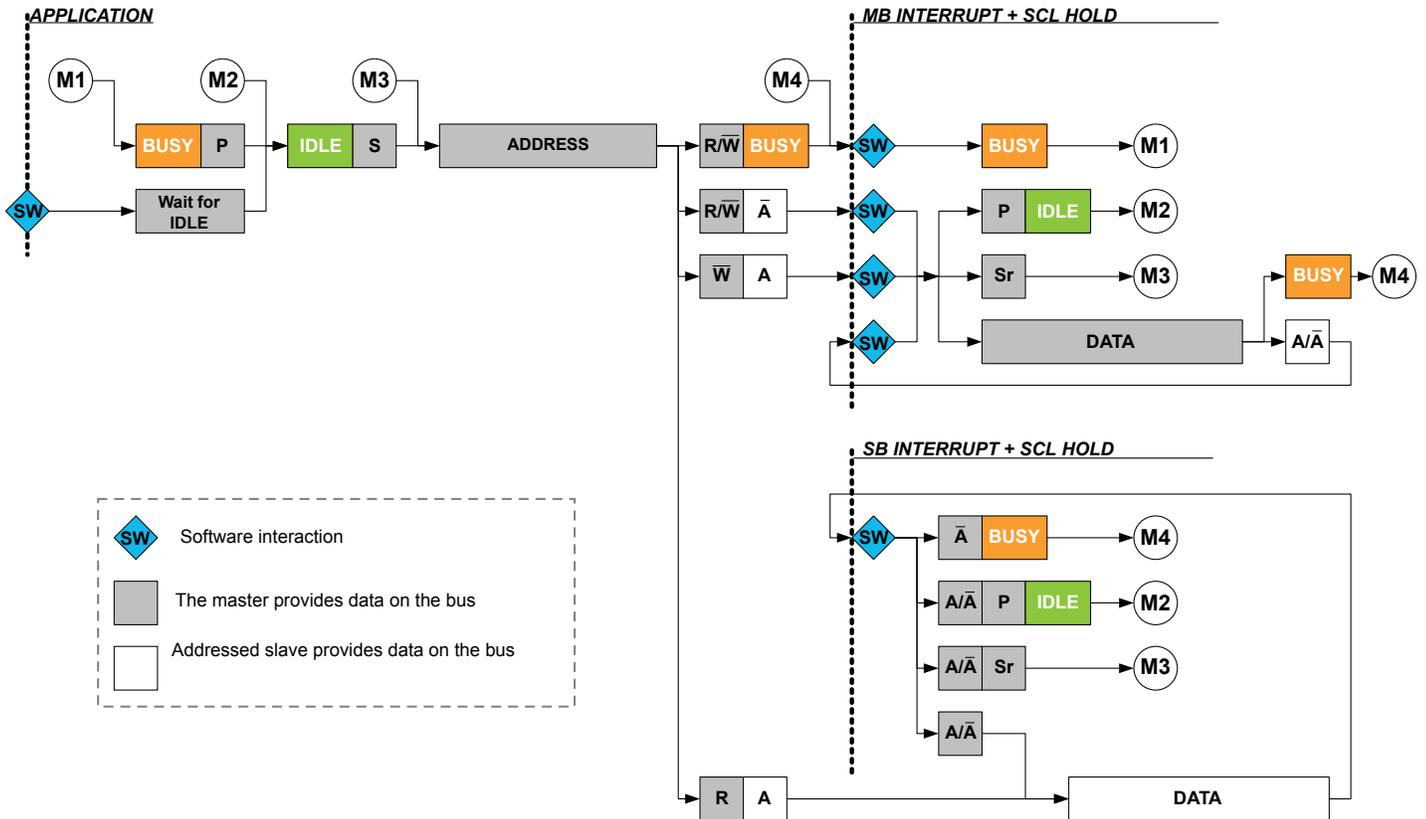 APPLICATION
MB INTERRUPT + SCL HOLD
M1
M2
M3
M4
BUSY P
IDLE S
ADDRESS
R/W̅ BUSY
SW
BUSY
M1
SW
Wait for
IDLE
R/W̅ A̅
SW
P IDLE
M2
W̅ A
SW
Sr
M3
BUSY
M4
SW
DATA
A/A̅
SB INTERRUPT + SCL HOLD
SW
A̅ BUSY
M4
A/A̅ P IDLE
M2
A/A̅ Sr
M3
A/A̅
R A
DATA
SW
Software interaction
The master provides data on the bus
Addressed slave provides data on the bus